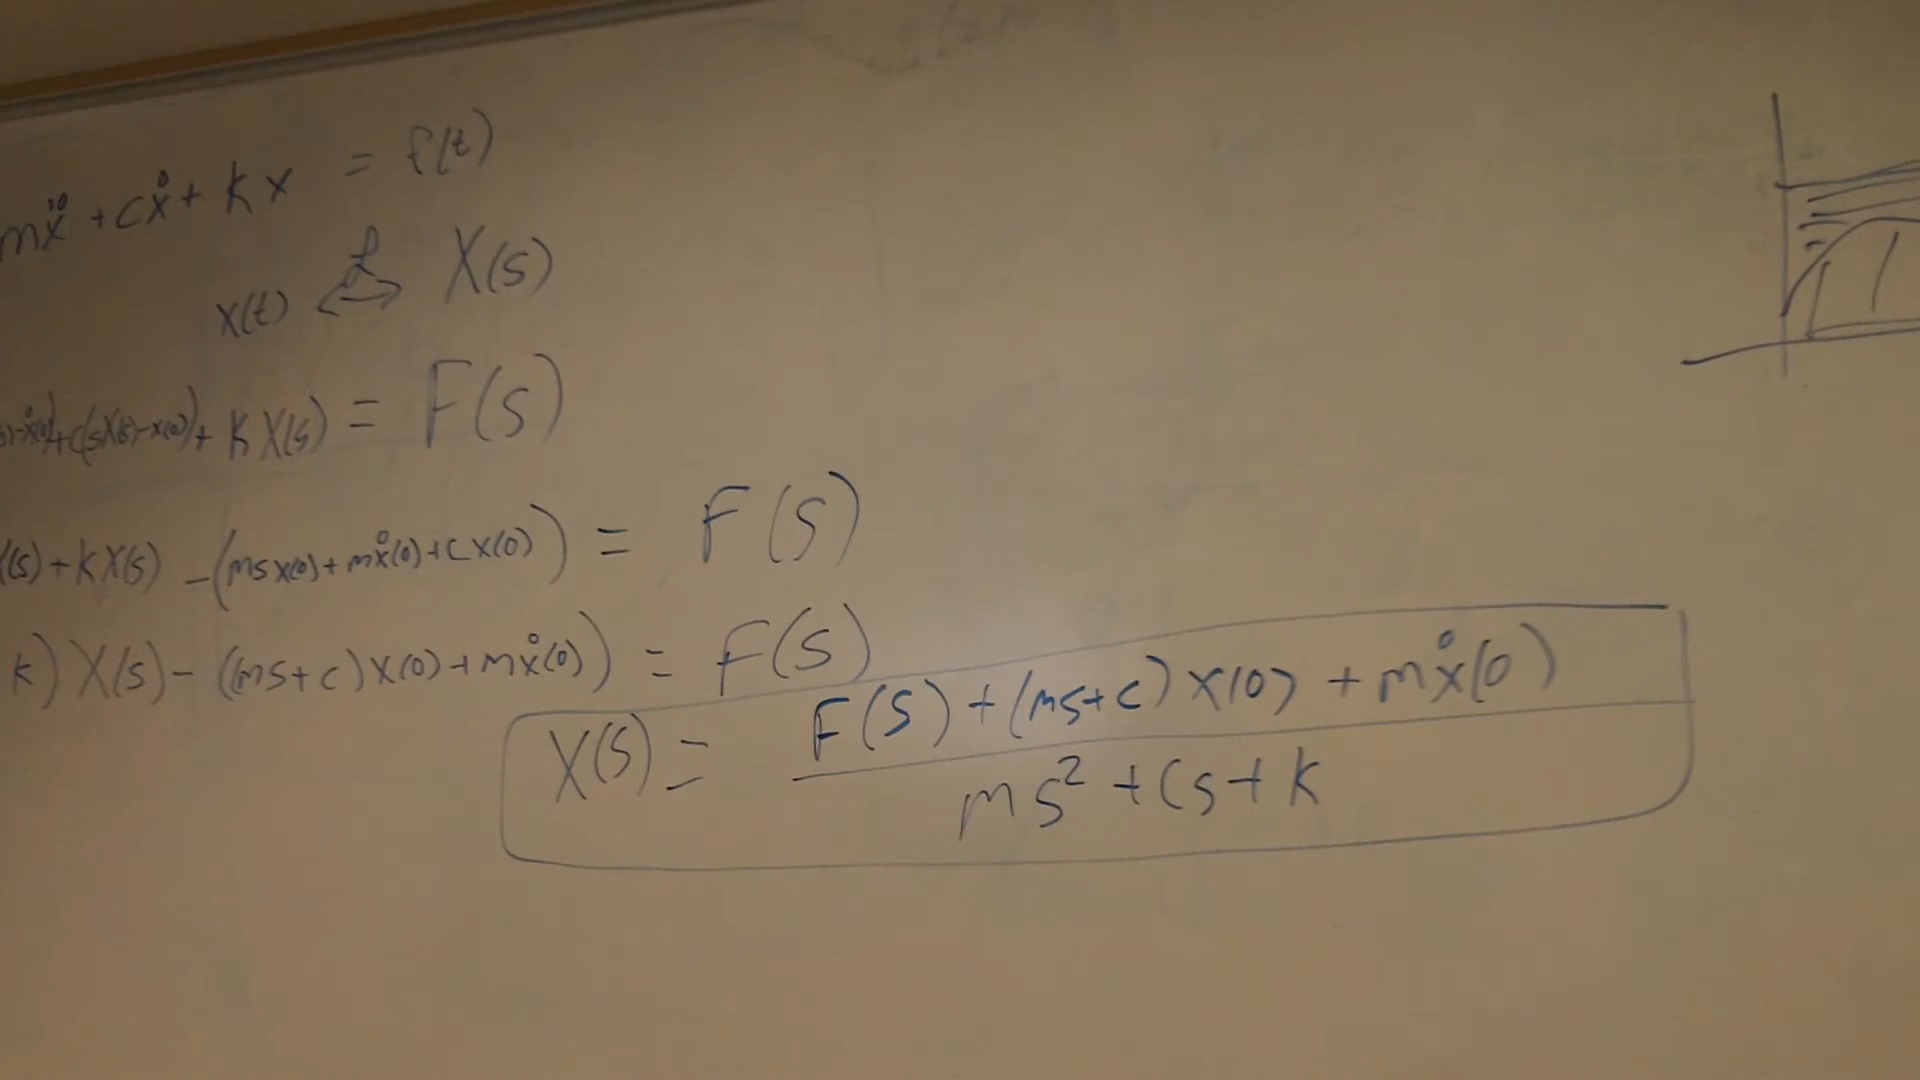 mẍ + cẋ + kx = f(t)
x(t) ℒ⟷ X(s)
-ẋ(0))+c(sX(s)-x(0))+ kX(s) = F(s)
(s)+kX(s) -(msx(0)+mẋ(0)+cx(0)) = F(s)
k)X(s)-((ms+c)x(0)+mẋ(0)) = F(s)
X(s) = F(s)+(ms+c)x(0)+mẋ(0)
ms²+cs+k